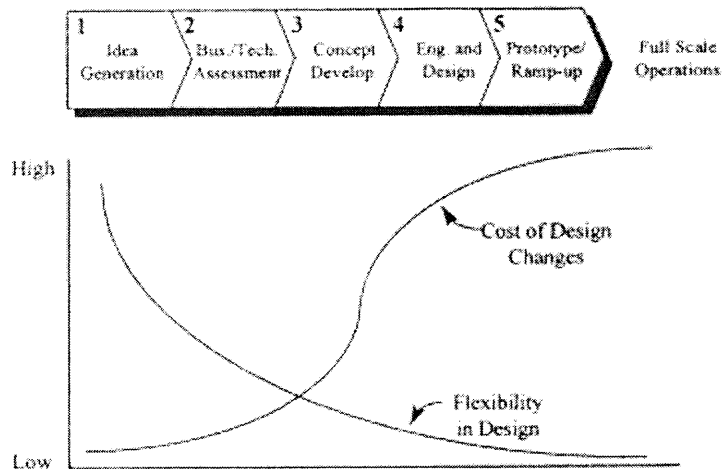 1
Idea
Generation
2
Bus./Tech.
Assessment
3
Concept
Develop
4
Eng. and
Design
5
Prototype/
Ramp-up
Full Scale
Operations
High
Cost of Design
Changes
Flexibility
in Design
Low